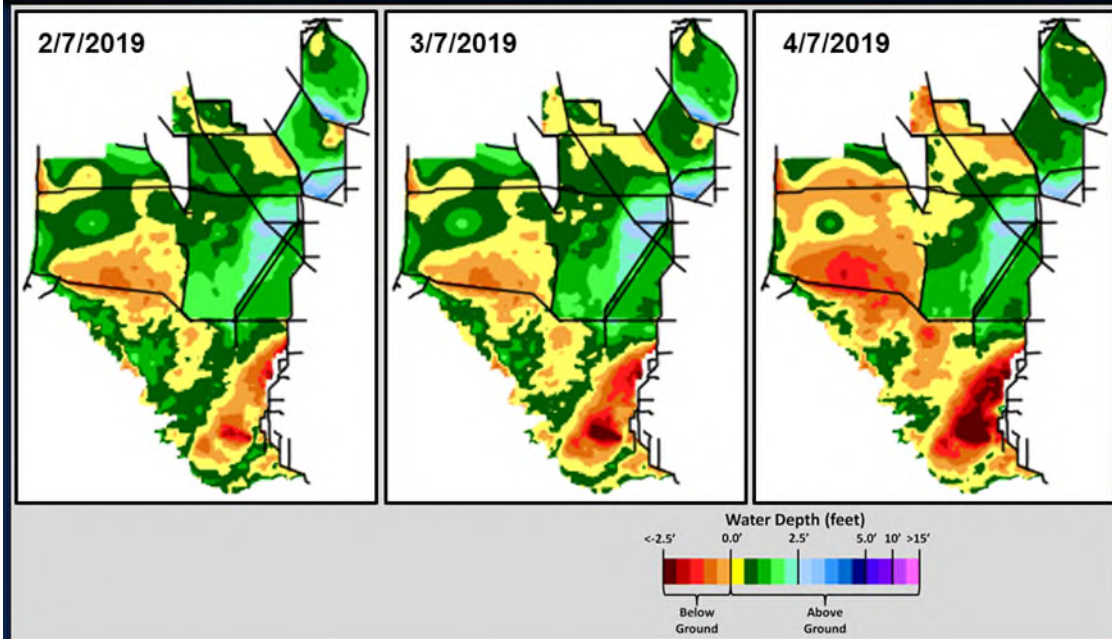 2/7/2019
3/7/2019
4/7/2019
Water Depth (feet)
<-2.5' 0.0' 2.5' 5.0' 10' >15'
Below Ground
Above Ground